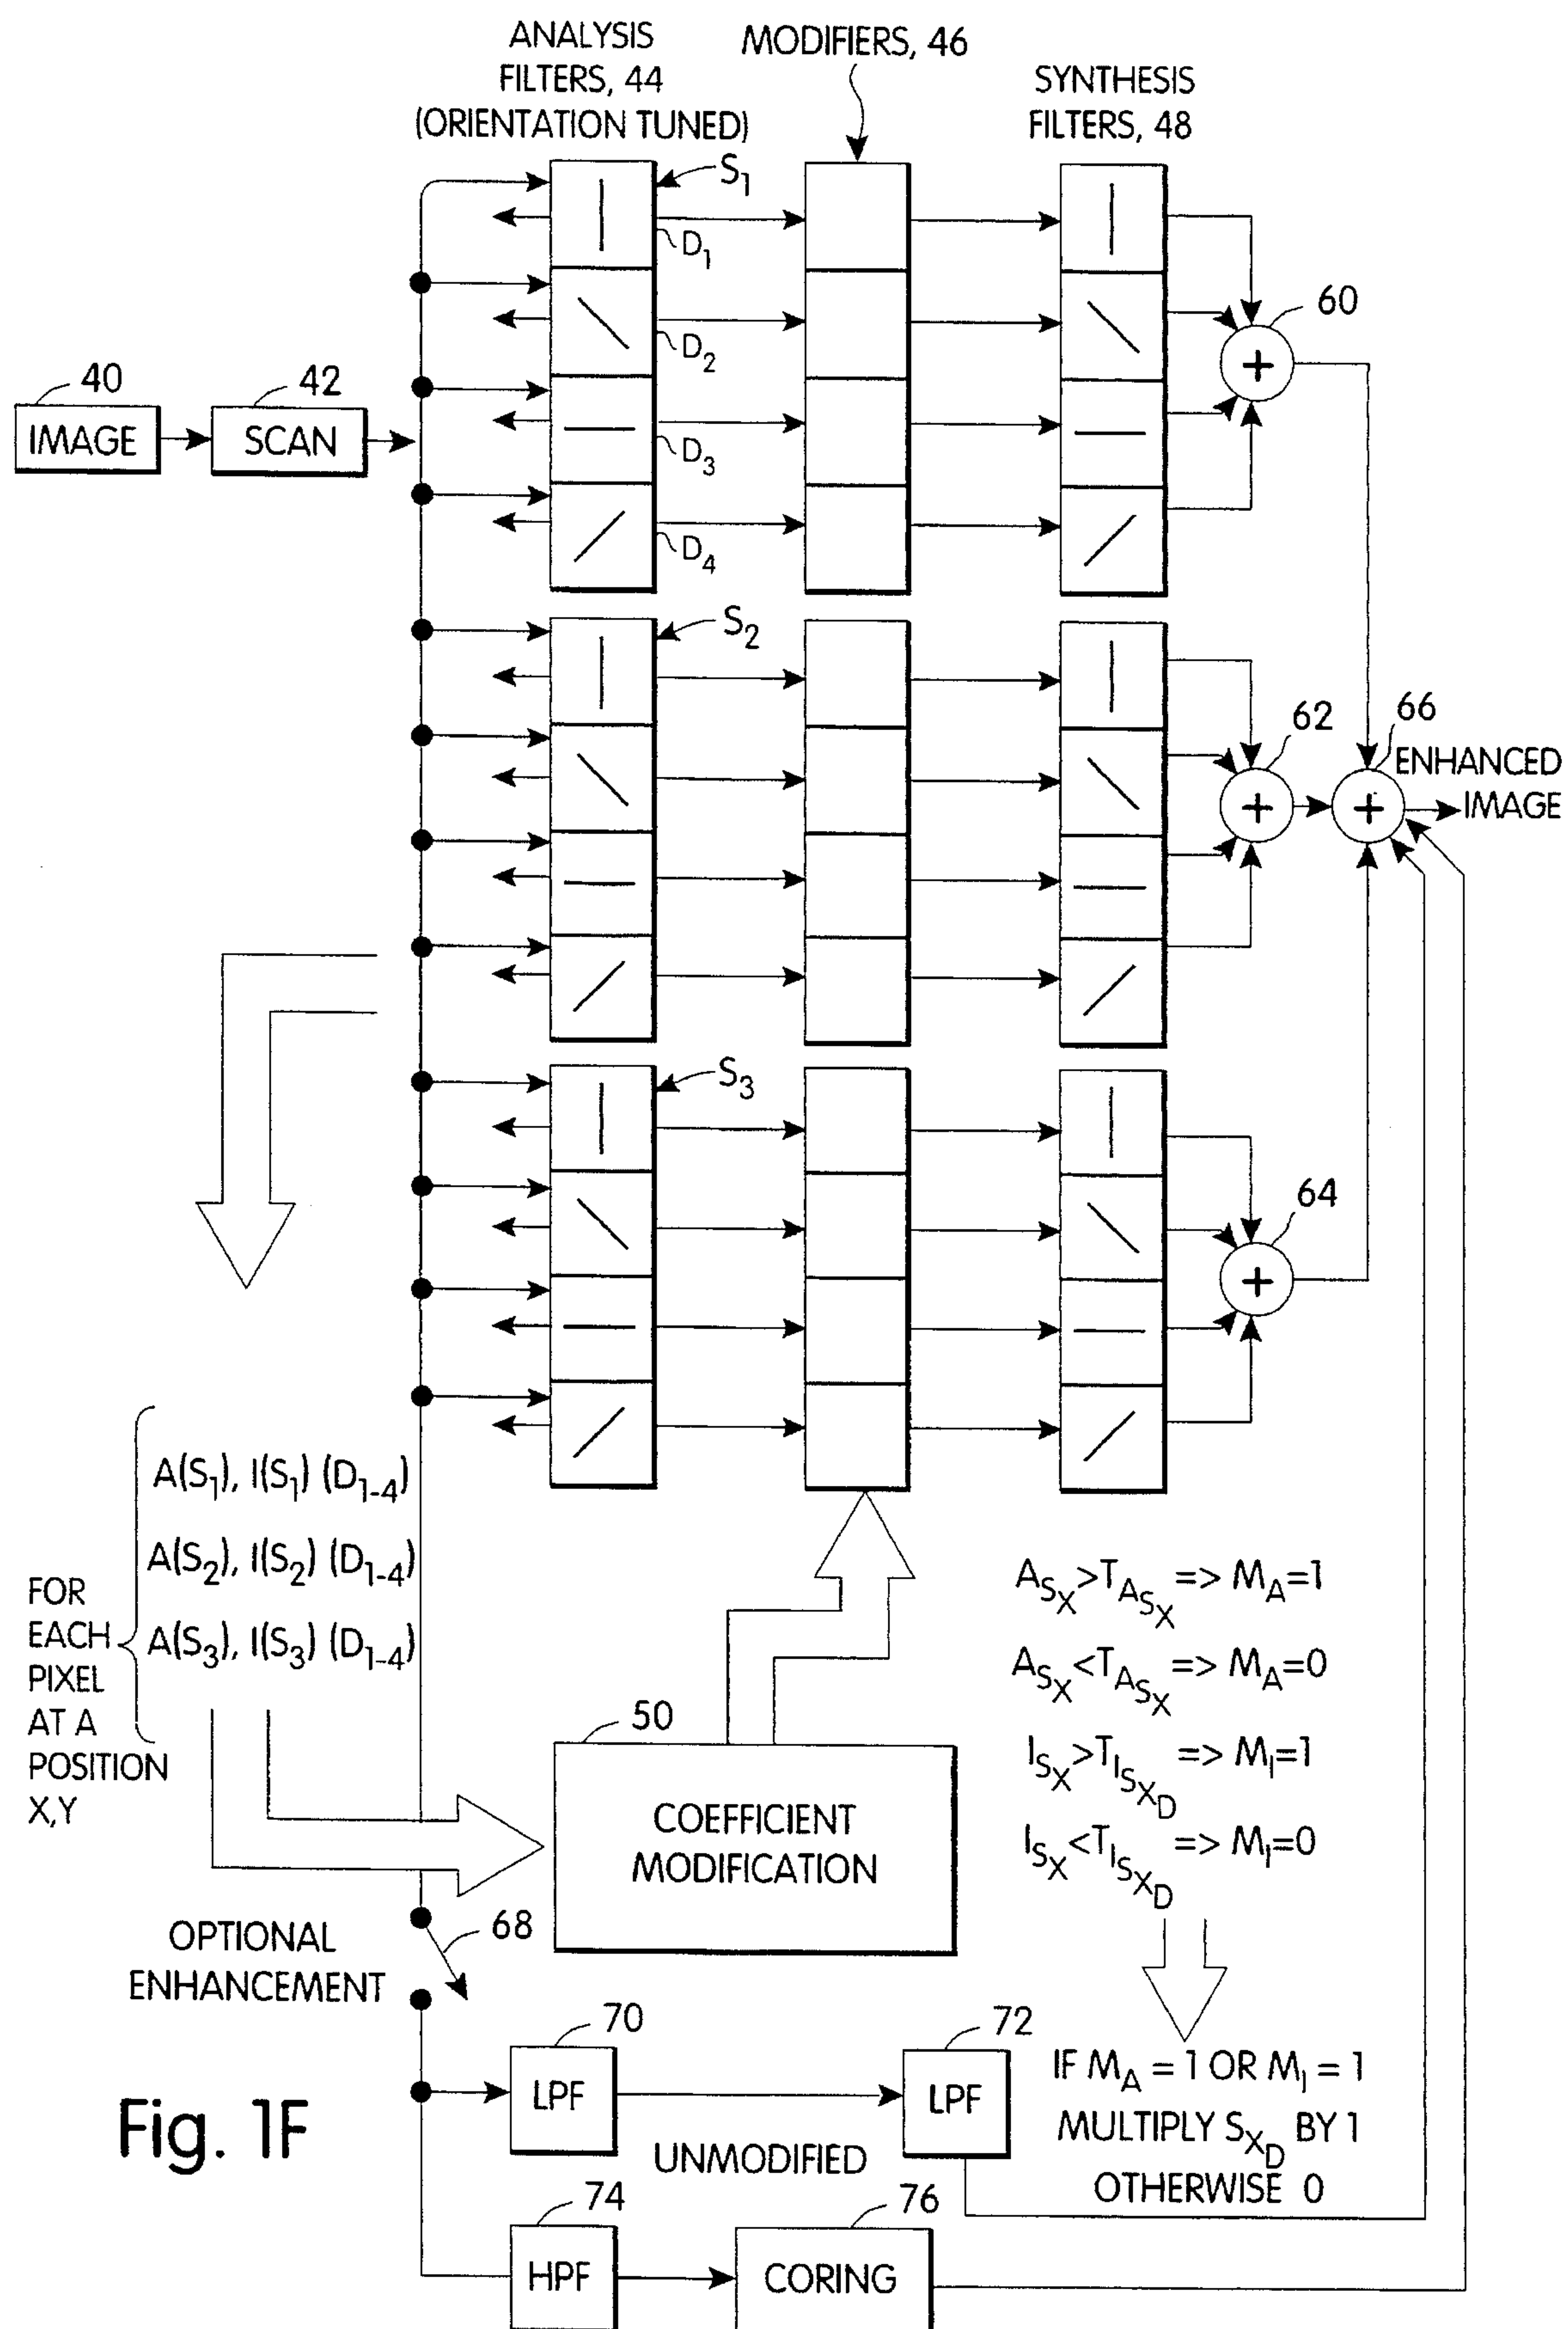 ANALYSIS
FILTERS, 44
(ORIENTATION TUNED)
MODIFIERS, 46
SYNTHESIS
FILTERS, 48
S1
D1
D2
D3
D4
60
40
IMAGE
42
SCAN
S2
62
66
ENHANCED
IMAGE
S3
64
FOR
EACH
PIXEL
AT A
POSITION
X,Y
A(S1), I(S1) (D1-4)
A(S2), I(S2) (D1-4)
A(S3), I(S3) (D1-4)
50
COEFFICIENT
MODIFICATION
ASX>TASX => MA=1
ASX<TASX => MA=0
ISX>TISXD => MI=1
ISX<TISXD => MI=0
OPTIONAL
ENHANCEMENT
68
70
LPF
72
LPF
UNMODIFIED
IF MA = 1 OR MI = 1
MULTIPLY SXD BY 1
OTHERWISE 0
74
HPF
76
CORING
Fig. 1F